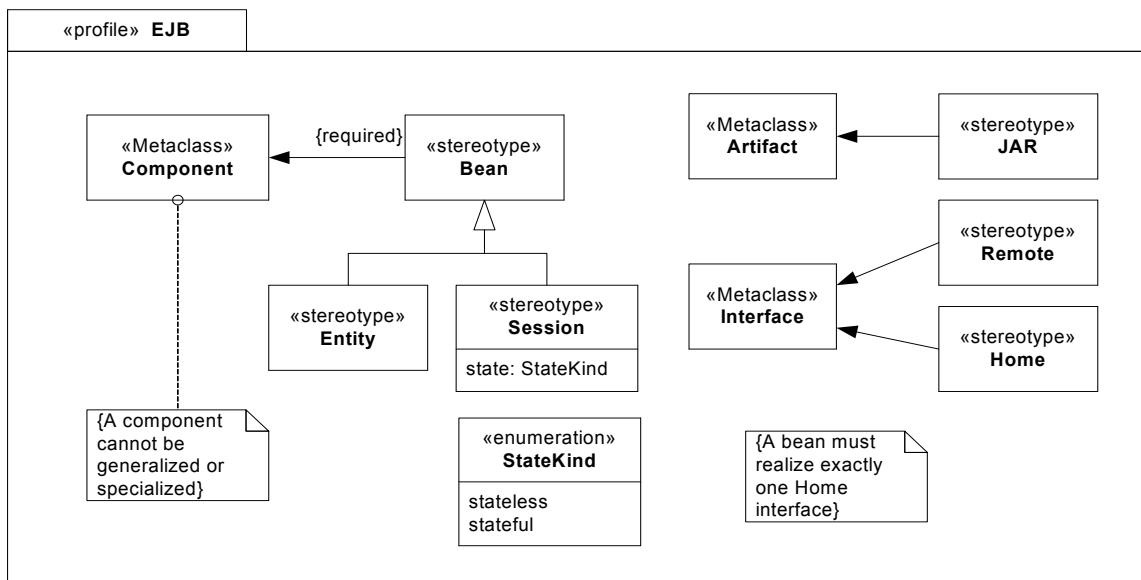 «profile» EJB
«Metaclass»
Component
{required}
«stereotype»
Bean
«Metaclass»
Artifact
«stereotype»
JAR
«stereotype»
Remote
«Metaclass»
Interface
«stereotype»
Home
«stereotype»
Entity
«stereotype»
Session
state: StateKind
{A component
cannot be
generalized or
specialized}
«enumeration»
StateKind
stateless
stateful
{A bean must
realize exactly
one Home
interface}